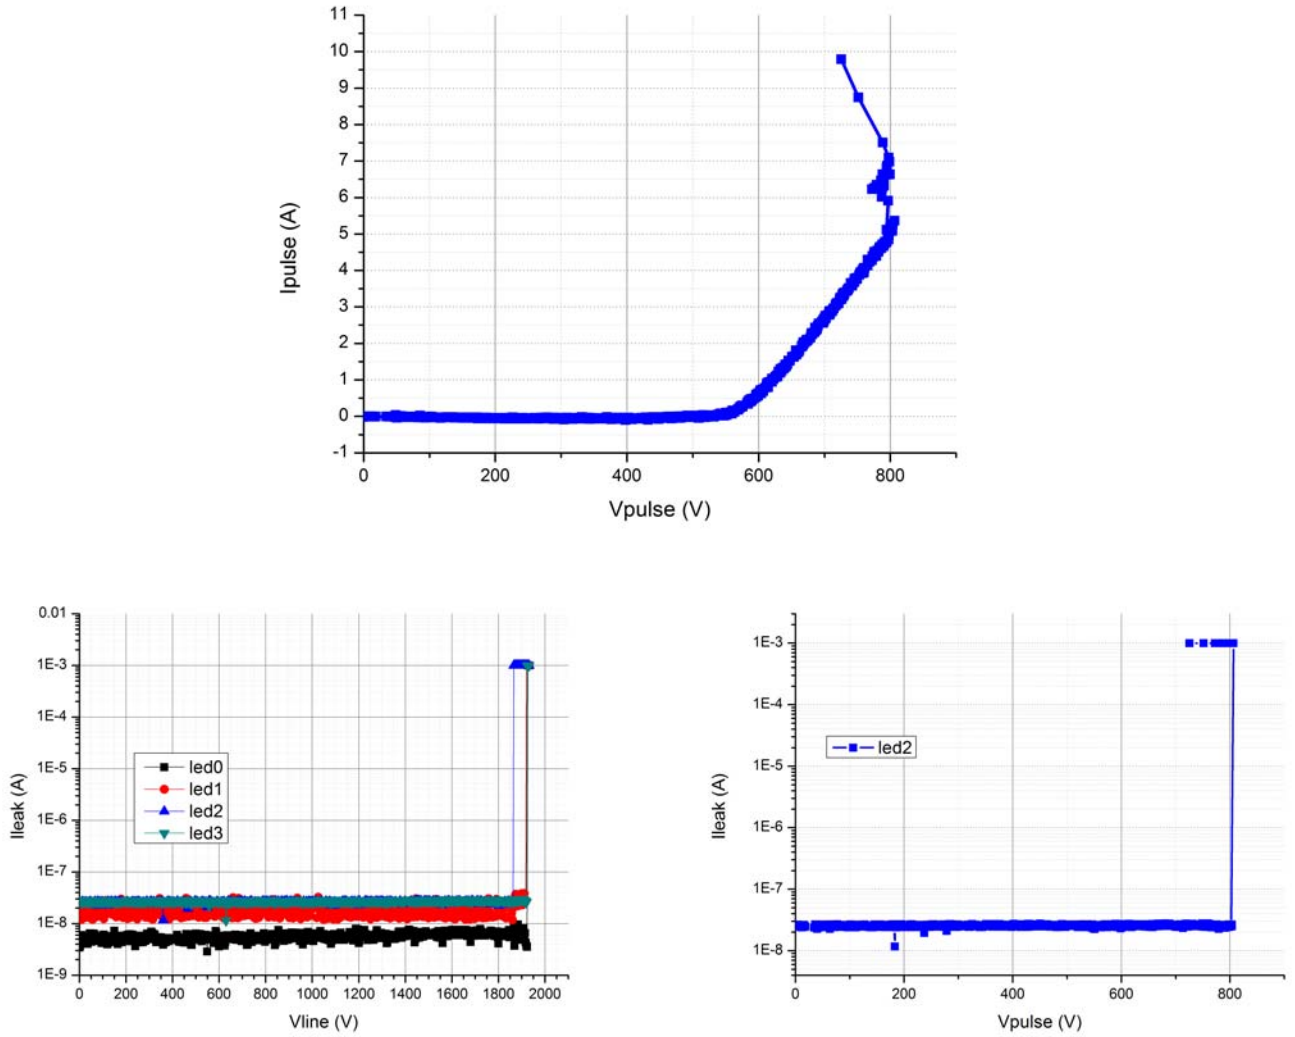 11
10
9
8
7
6
5
4
3
2
1
0
-1
Ipulse (A)
0 200 400 600 800
Vpulse (V)
0.01
1E-3
1E-4
1E-5
1E-6
1E-7
1E-8
1E-9
Ileak (A)
led0
led1
led2
led3
0 200 400 600 800 1000 1200 1400 1600 1800 2000
Vline (V)
1E-3
1E-4
1E-5
1E-6
1E-7
1E-8
Ileak (A)
led2
0 200 400 600 800
Vpulse (V)